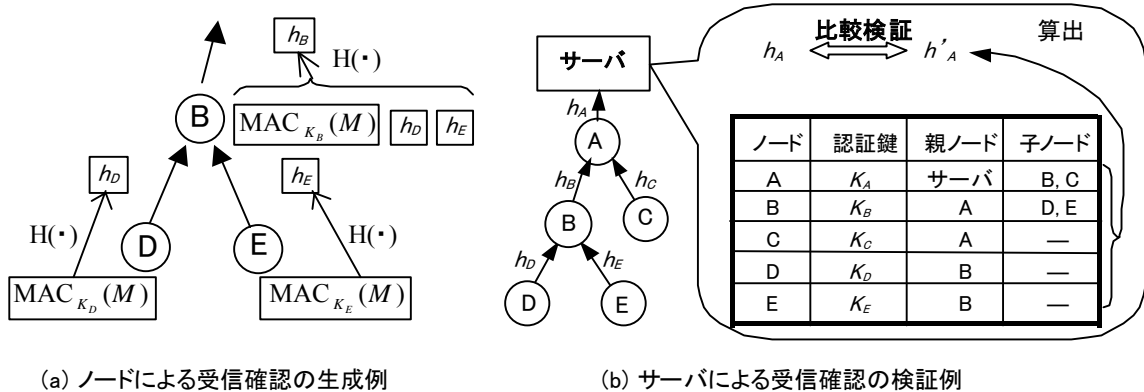 h_B
H(・)
B
MAC_{K_B}(M) h_D h_E
h_D
h_E
H(・)
D
E
H(・)
MAC_{K_D}(M)
MAC_{K_E}(M)
(a) ノードによる受信確認の生成例
サーバ
h_A
A
h_B
h_C
B
C
h_D
h_E
D
E
h_A 比較検証 h'_A
算出
ノード 認証鍵 親ノード 子ノード
A K_A サーバ B, C
B K_B A D, E
C K_C A —
D K_D B —
E K_E B —
(b) サーバによる受信確認の検証例